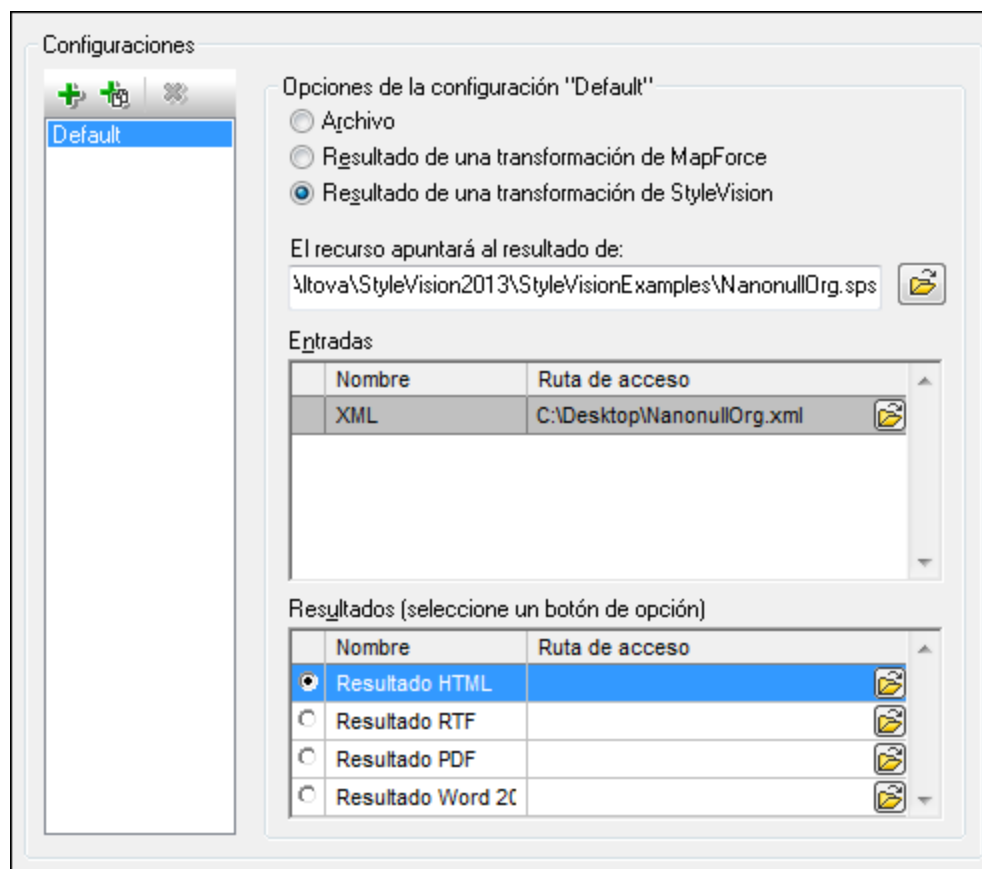 Configuraciones
Default
Opciones de la configuración "Default"
Archivo
Resultado de una transformación de MapForce
Resultado de una transformación de StyleVision
El recurso apuntará al resultado de:
\Altova\StyleVision2013\StyleVisionExamples\NanonullOrg.sps
Entradas
Nombre Ruta de acceso
XML C:\Desktop\NanonullOrg.xml
Resultados (seleccione un botón de opción)
Nombre Ruta de acceso
Resultado HTML
Resultado RTF
Resultado PDF
Resultado Word 20